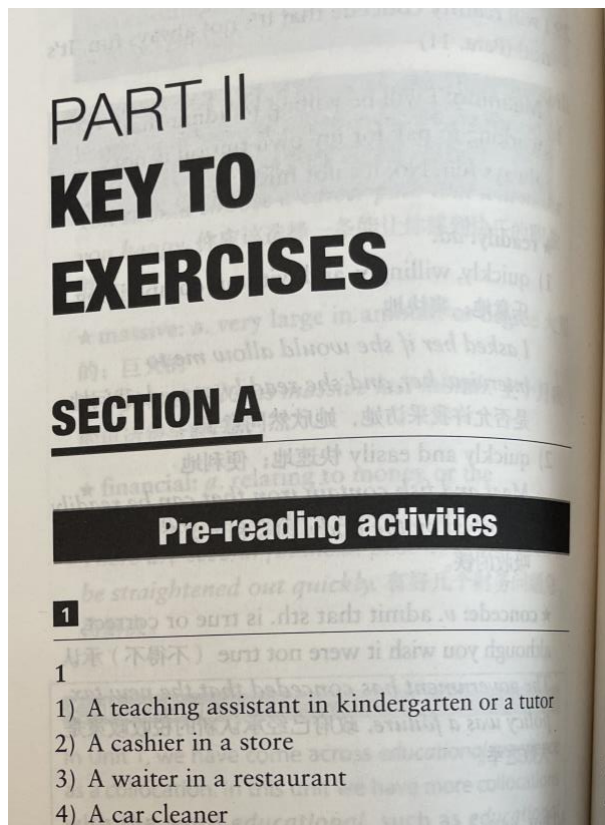 PART II
KEY TO
EXERCISES
SECTION A
Pre-reading activities
1
1
1) A teaching assistant in kindergarten or a tutor
2) A cashier in a store
3) A waiter in a restaurant
4) A car cleaner